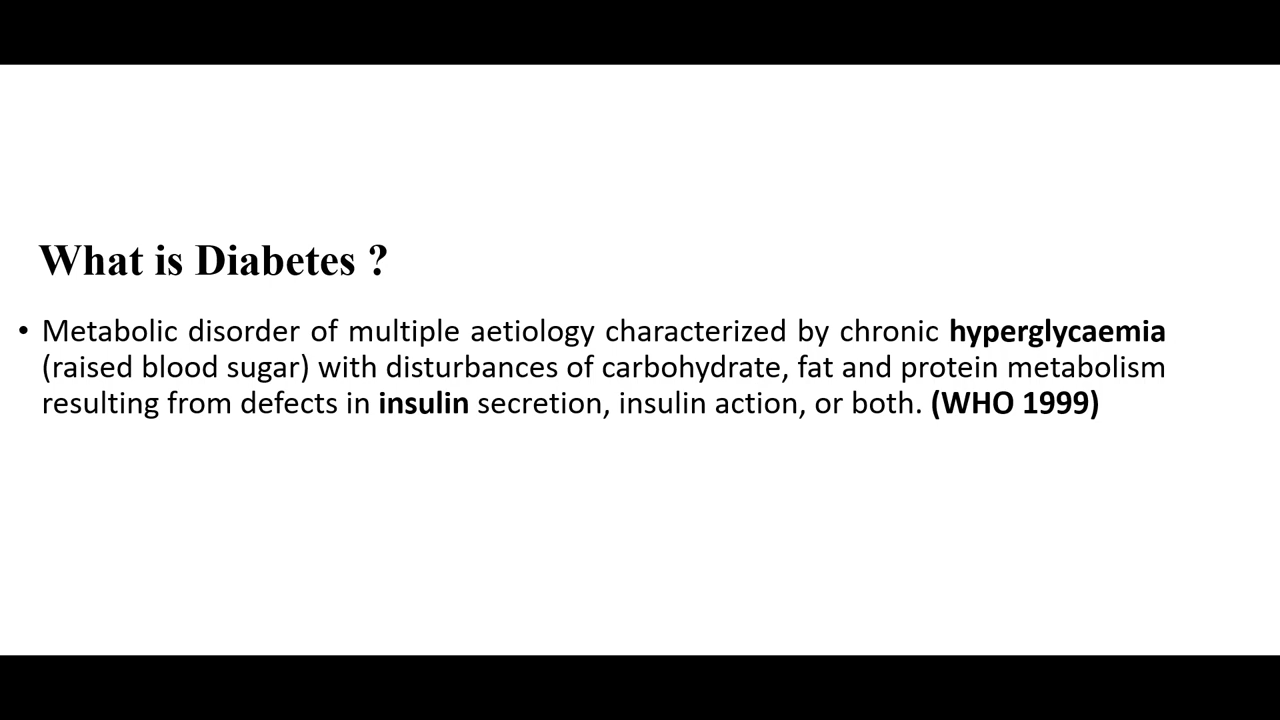 What is Diabetes ?
• Metabolic disorder of multiple aetiology characterized by chronic hyperglycaemia
(raised blood sugar) with disturbances of carbohydrate, fat and protein metabolism
resulting from defects in insulin secretion, insulin action, or both. (WHO 1999)